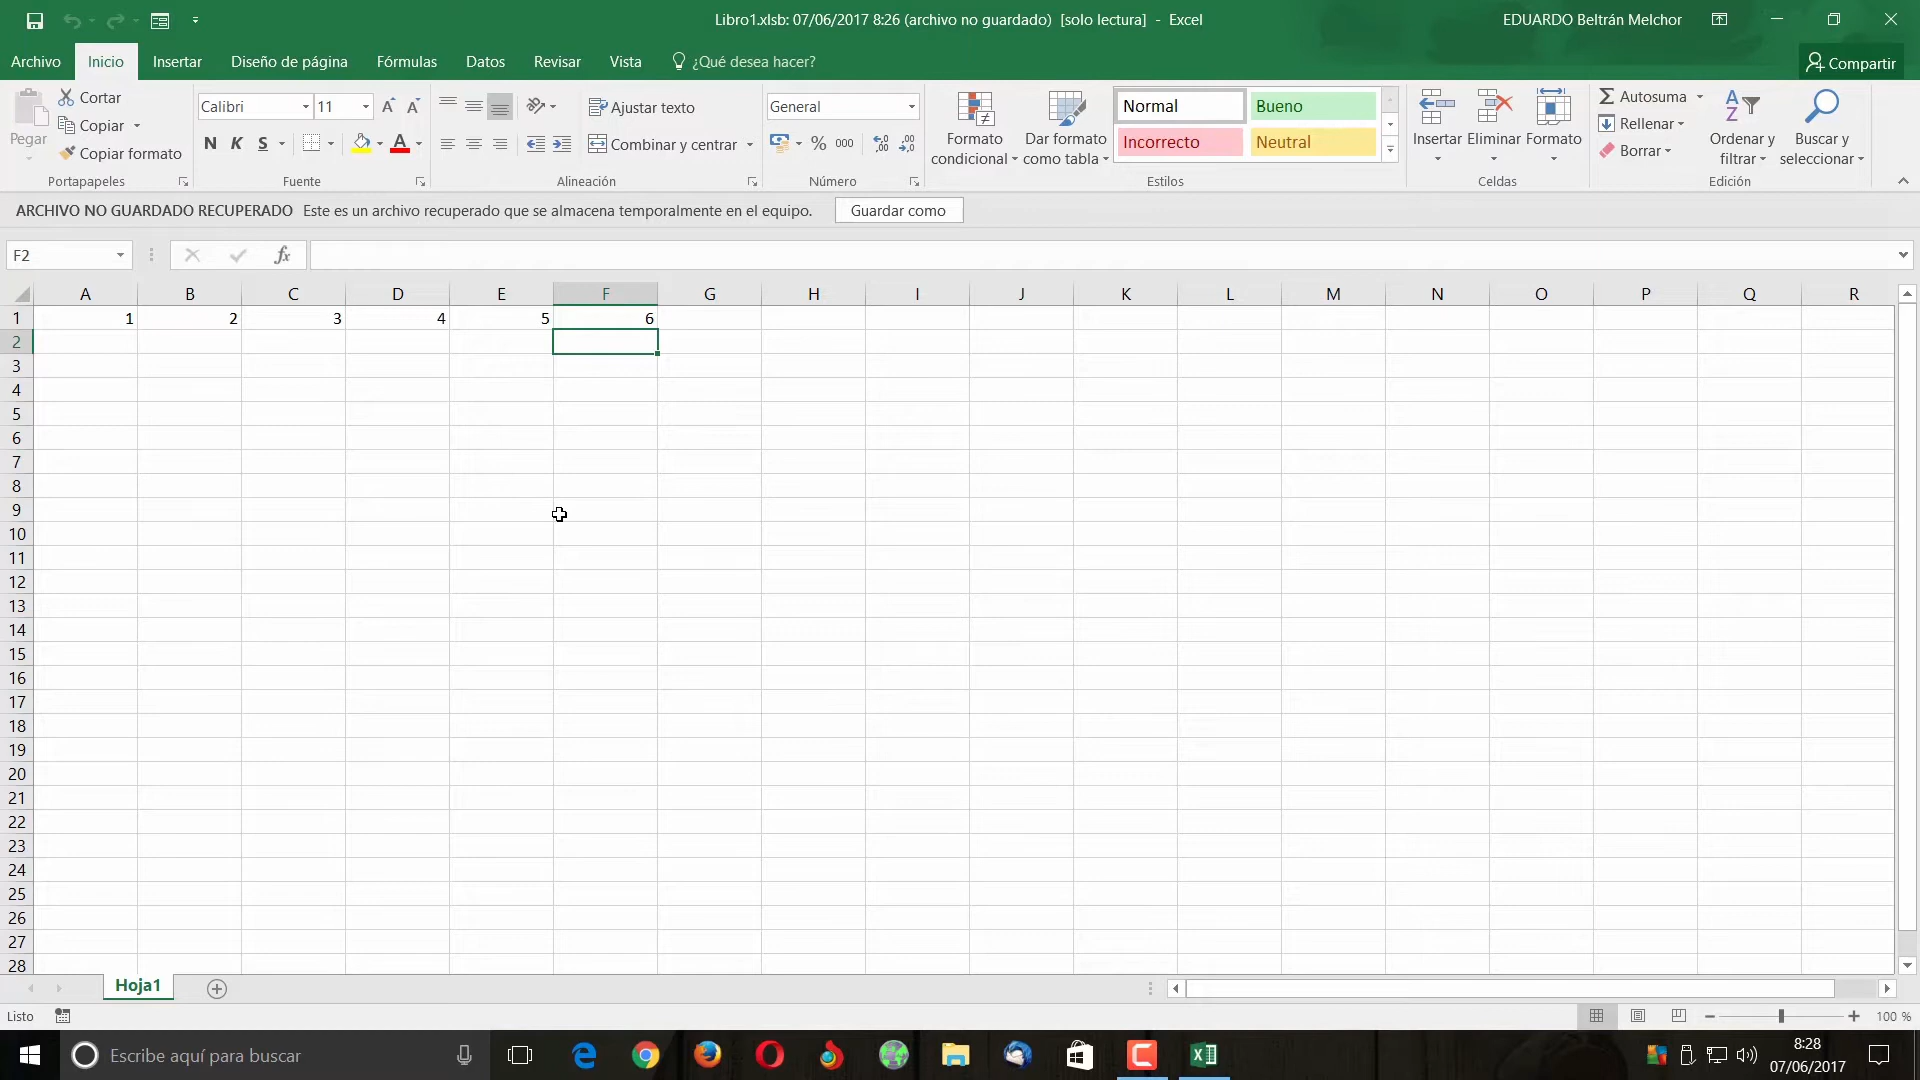 Libro1.xlsb: 07/06/2017 8:26 (archivo no guardado) [solo lectura] - Excel
EDUARDO Beltrán Melchor
Archivo Inicio Insertar Diseño de página Fórmulas Datos Revisar Vista ¿Qué desea hacer? Compartir
Pegar
Cortar
Copiar
Copiar formato
Portapapeles
Calibri 11
N K S A
Fuente
Ajustar texto
Combinar y centrar
Alineación
General
% 000
Número
Formato condicional
Dar formato como tabla
Normal Bueno
Incorrecto Neutral
Estilos
Insertar Eliminar Formato
Celdas
Autosuma
Rellenar
Borrar
Ordenar y filtrar
Buscar y seleccionar
Edición
ARCHIVO NO GUARDADO RECUPERADO Este es un archivo recuperado que se almacena temporalmente en el equipo. Guardar como
F2 fx
A B C D E F G H I J K L M N O P Q R
1 1 2 3 4 5 6
2
3
4
5
6
7
8
9
10
11
12
13
14
15
16
17
18
19
20
21
22
23
24
25
26
27
28
Hoja1
Listo 100 %
Escribe aquí para buscar
8:28
07/06/2017